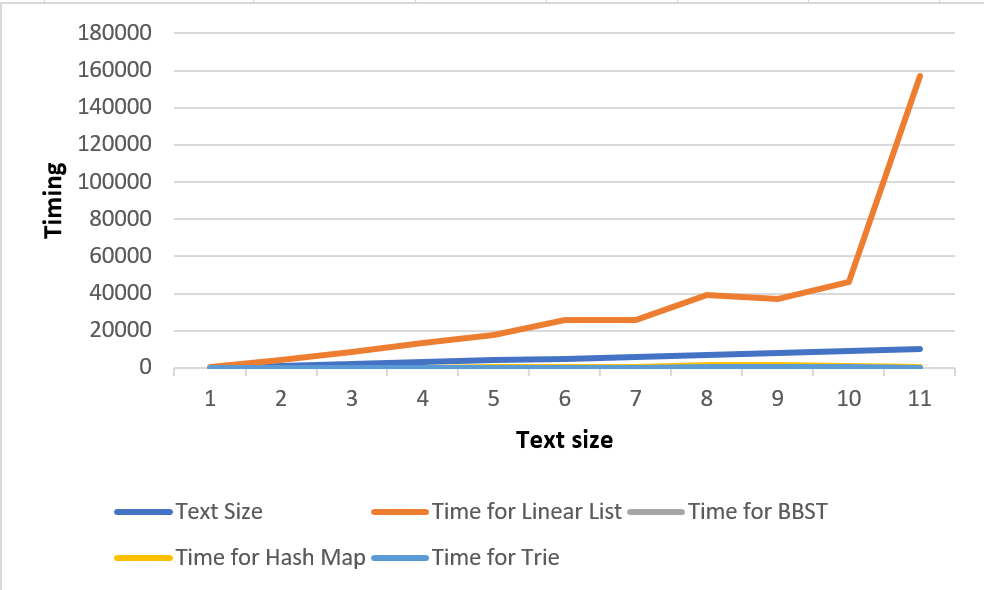 180000
160000
140000
120000
100000
80000
60000
40000
20000
0
Timing
1 2 3 4 5 6 7 8 9 10 11
Text size
Text Size Time for Linear List Time for BBST
Time for Hash Map Time for Trie